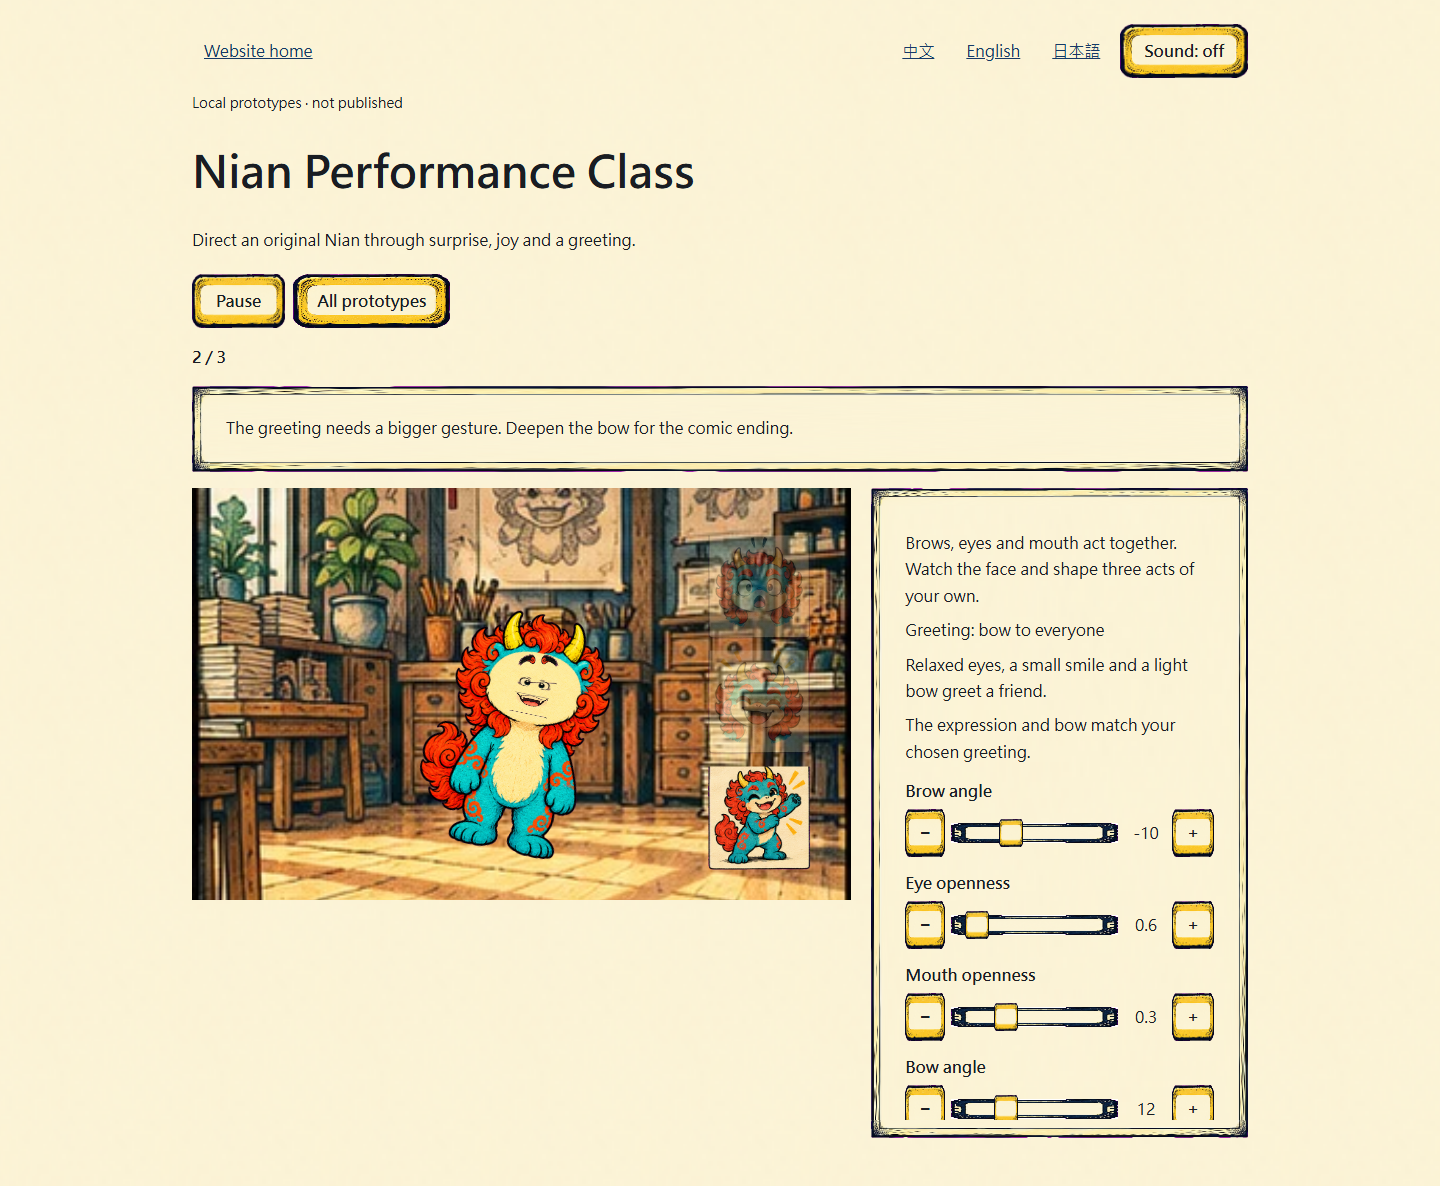 Website home
中文
English
日本語
Sound: off
Local prototypes · not published
Nian Performance Class
Direct an original Nian through surprise, joy and a greeting.
Pause
All prototypes
2 / 3
The greeting needs a bigger gesture. Deepen the bow for the comic ending.
Brows, eyes and mouth act together.
Watch the face and shape three acts of
your own.
Greeting: bow to everyone
Relaxed eyes, a small smile and a light
bow greet a friend.
The expression and bow match your
chosen greeting.
Brow angle
− -10 +
Eye openness
− 0.6 +
Mouth openness
− 0.3 +
Bow angle
− 12 +